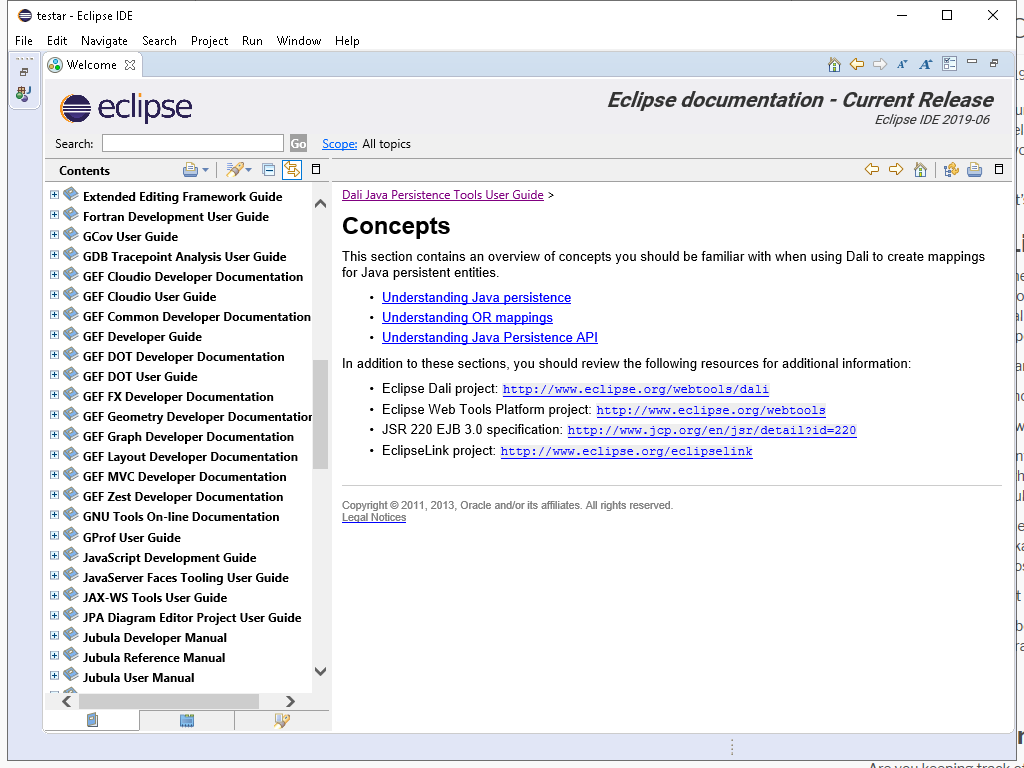 testar - Eclipse IDE
File Edit Navigate Search Project Run Window Help
Welcome
eclipse
Eclipse documentation - Current Release
Eclipse IDE 2019-06
Search: Go Scope: All topics
Contents
Extended Editing Framework Guide
Fortran Development User Guide
GCov User Guide
GDB Tracepoint Analysis User Guide
GEF Cloudio Developer Documentation
GEF Cloudio User Guide
GEF Common Developer Documentation
GEF Developer Guide
GEF DOT Developer Documentation
GEF DOT User Guide
GEF FX Developer Documentation
GEF Geometry Developer Documentation
GEF Graph Developer Documentation
GEF Layout Developer Documentation
GEF MVC Developer Documentation
GEF Zest Developer Documentation
GNU Tools On-line Documentation
GProf User Guide
JavaScript Development Guide
JavaServer Faces Tooling User Guide
JAX-WS Tools User Guide
JPA Diagram Editor Project User Guide
Jubula Developer Manual
Jubula Reference Manual
Jubula User Manual
Dali Java Persistence Tools User Guide >
Concepts
This section contains an overview of concepts you should be familiar with when using Dali to create mappings
for Java persistent entities.
• Understanding Java persistence
• Understanding OR mappings
• Understanding Java Persistence API
In addition to these sections, you should review the following resources for additional information:
• Eclipse Dali project: http://www.eclipse.org/webtools/dali
• Eclipse Web Tools Platform project: http://www.eclipse.org/webtools
• JSR 220 EJB 3.0 specification: http://www.jcp.org/en/jsr/detail?id=220
• EclipseLink project: http://www.eclipse.org/eclipselink
Copyright © 2011, 2013, Oracle and/or its affiliates. All rights reserved.
Legal Notices